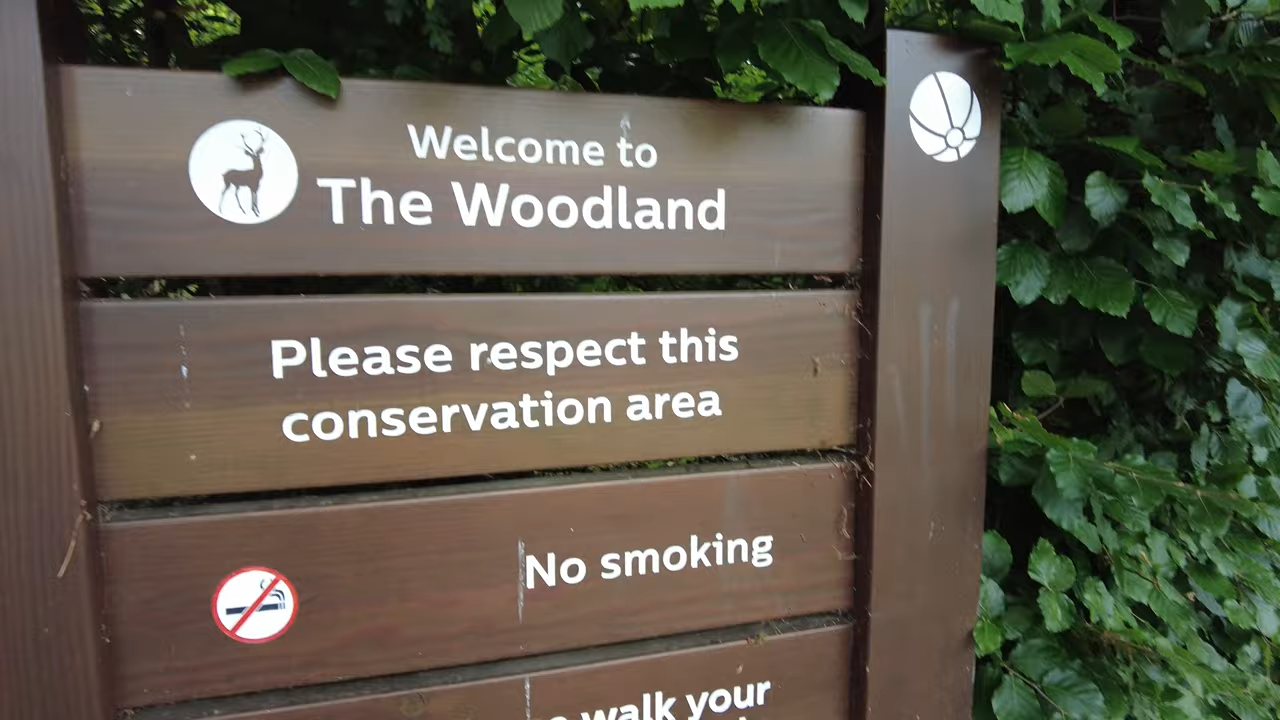 Welcome to
The Woodland
Please respect this
conservation area
No smoking
walk your